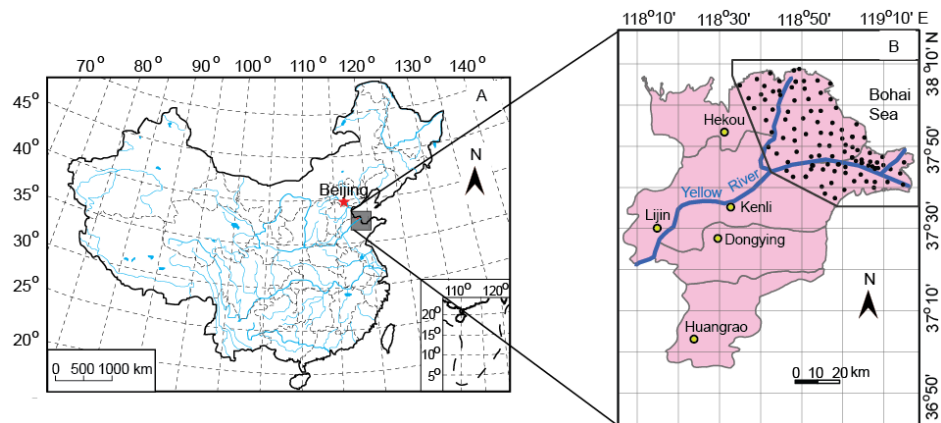 70° 80° 90° 100° 110° 120° 130° 140°
A
45°
40°
35°
30°
25°
20°
Beijing
N
0 500 1000 km
110° 120°
20°
15°
10°
5°
118°10' 118°30' 118°50' 119°10' E
B
38°10' N
37°50'
37°30'
37°10'
36°50'
Bohai
Sea
Hekou
Yellow River
Kenli
Lijin
Dongying
N
Huangrao
0 10 20 km